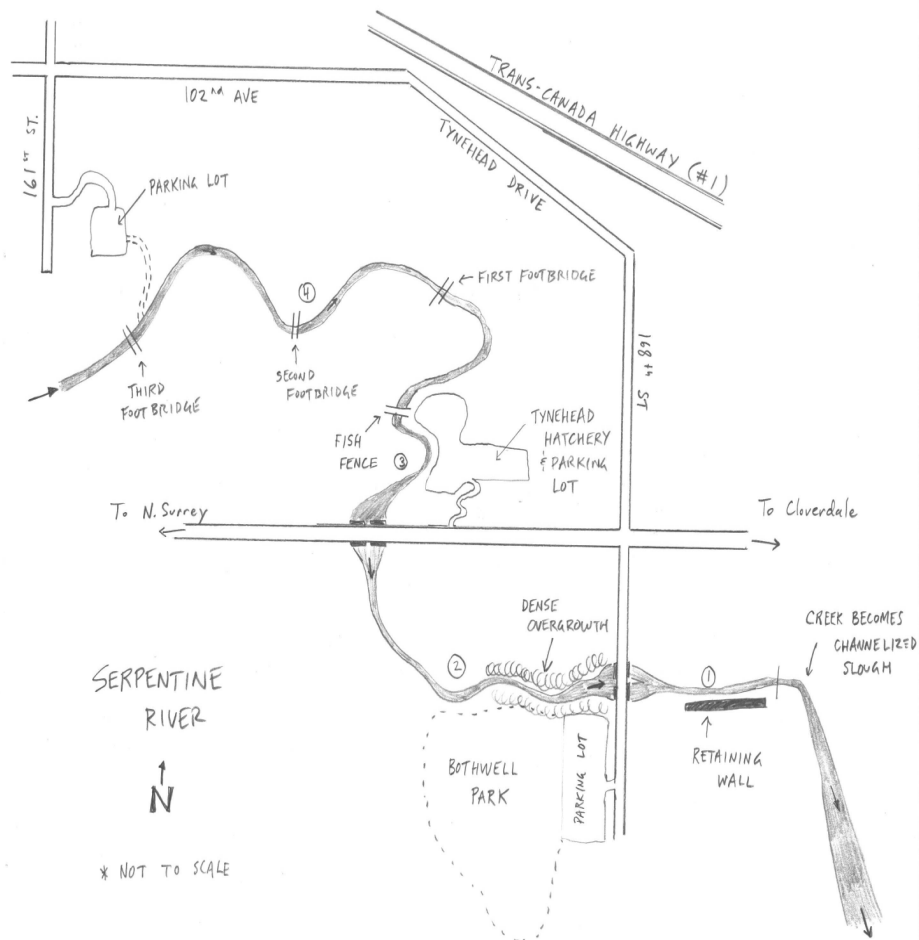 TRANS-CANADA HIGHWAY (#1)
102nd AVE
TYNEHEAD DRIVE
161ST ST.
PARKING LOT
④
← FIRST FOOTBRIDGE
THIRD
FOOTBRIDGE
SECOND
FOOTBRIDGE
168 th ST
FISH
FENCE
③
TYNEHEAD
HATCHERY
& PARKING
LOT
To N. Surrey
To Cloverdale
DENSE
OVERGROWTH
CREEK BECOMES
CHANNELIZED
SLOUGH
②
①
SERPENTINE
RIVER
RETAINING
WALL
BOTHWELL
PARK
PARKING LOT
N
* NOT TO SCALE